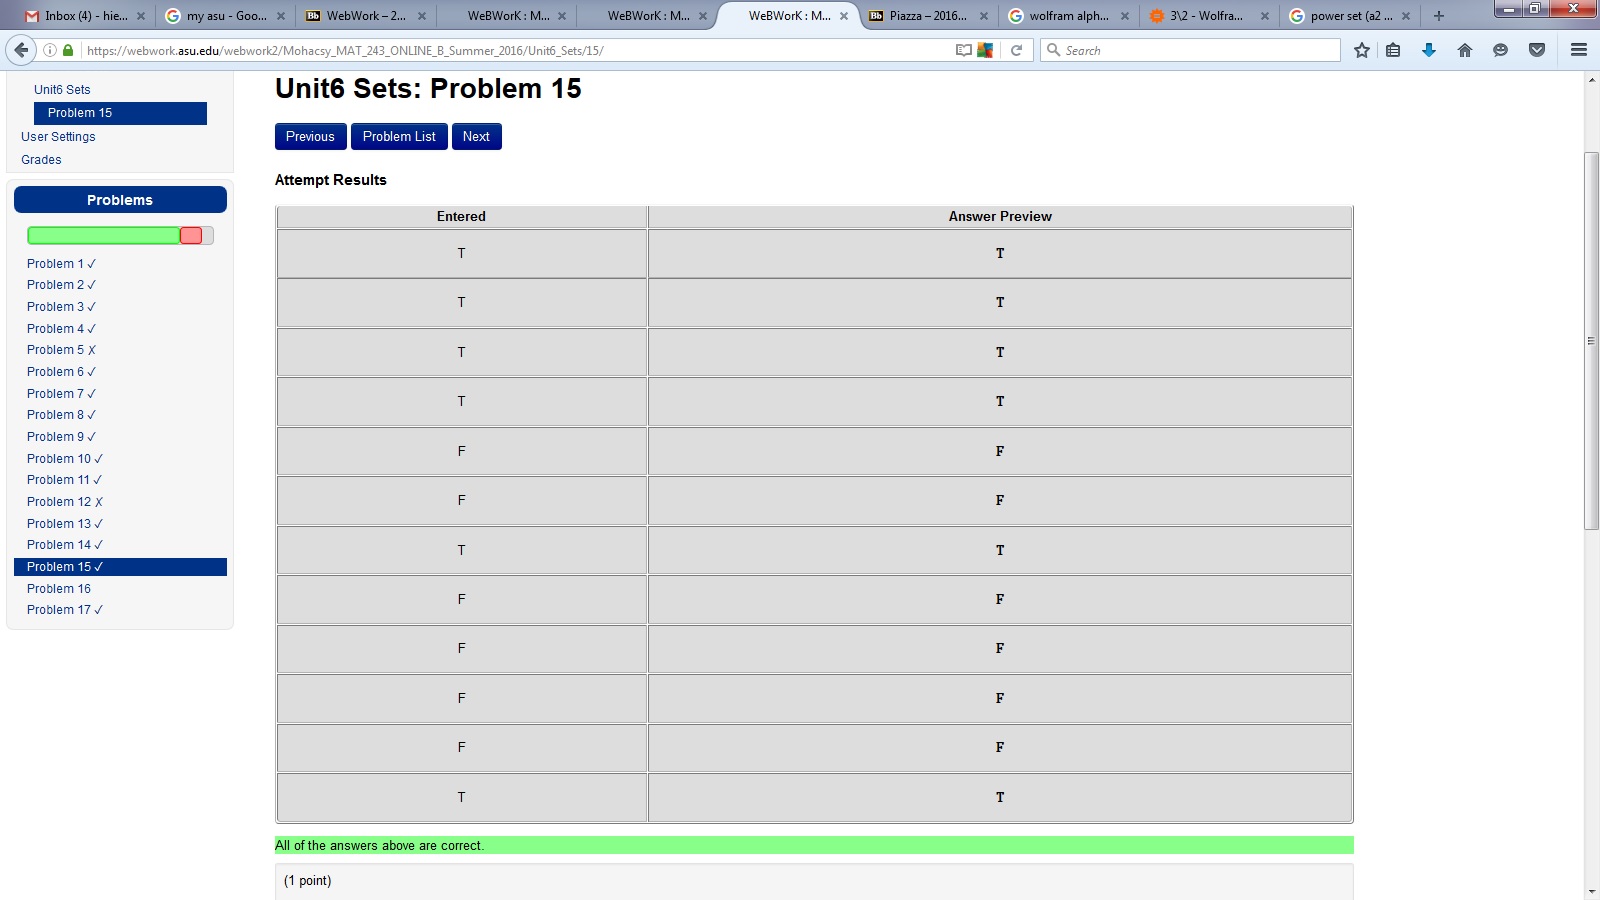 Inbox (4) - hie...
my asu - Goo...
WebWork – 2...
WeBWorK : M...
WeBWorK : M...
WeBWorK : M...
Piazza – 2016...
wolfram alph...
3\2 - Wolfra...
power set (a2 ...
https://webwork.asu.edu/webwork2/Mohacsy_MAT_243_ONLINE_B_Summer_2016/Unit6_Sets/15/
Search
Unit6 Sets
Problem 15
User Settings
Grades
Problems
Problem 1 ✓
Problem 2 ✓
Problem 3 ✓
Problem 4 ✓
Problem 5 ✗
Problem 6 ✓
Problem 7 ✓
Problem 8 ✓
Problem 9 ✓
Problem 10 ✓
Problem 11 ✓
Problem 12 ✗
Problem 13 ✓
Problem 14 ✓
Problem 15 ✓
Problem 16
Problem 17 ✓
Unit6 Sets: Problem 15
Previous Problem List Next
Attempt Results
Entered Answer Preview
T T
T T
T T
T T
F F
F F
T T
F F
F F
F F
F F
T T
All of the answers above are correct.
(1 point)